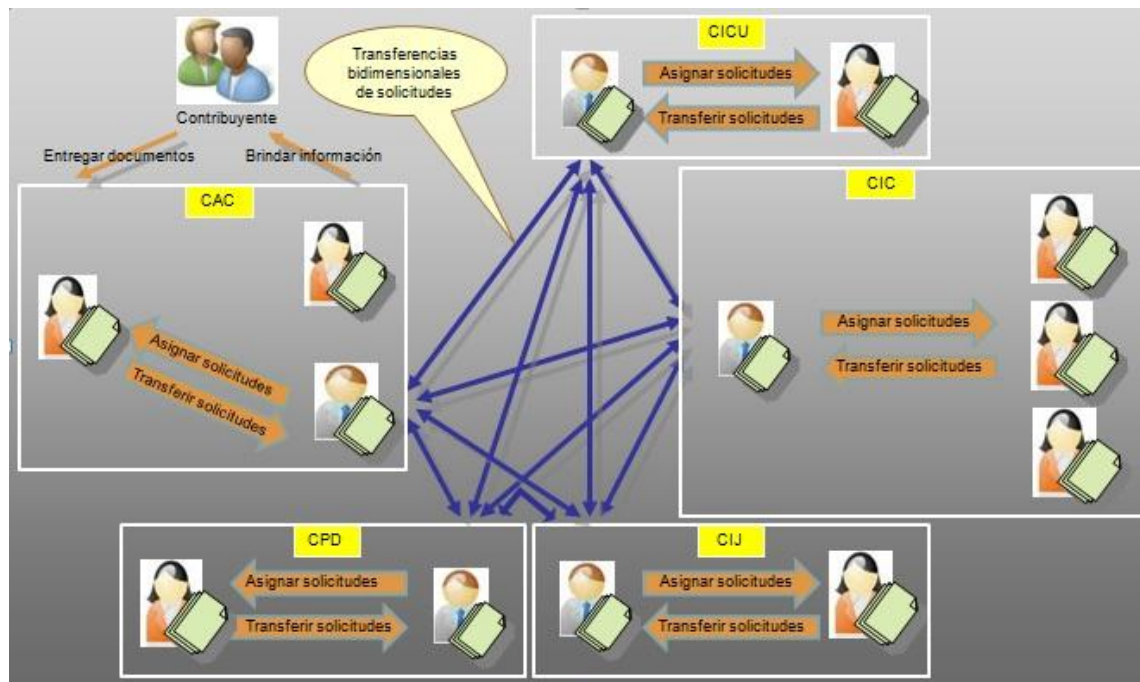 Contribuyente
Entregar documentos
Brindar información
Transferencias
bidimensionales
de solicitudes
CICU
Asignar solicitudes
Transferir solicitudes
CAC
Asignar solicitudes
Transferir solicitudes
CIC
Asignar solicitudes
Transferir solicitudes
CPD
Asignar solicitudes
Transferir solicitudes
CIJ
Asignar solicitudes
Transferir solicitudes